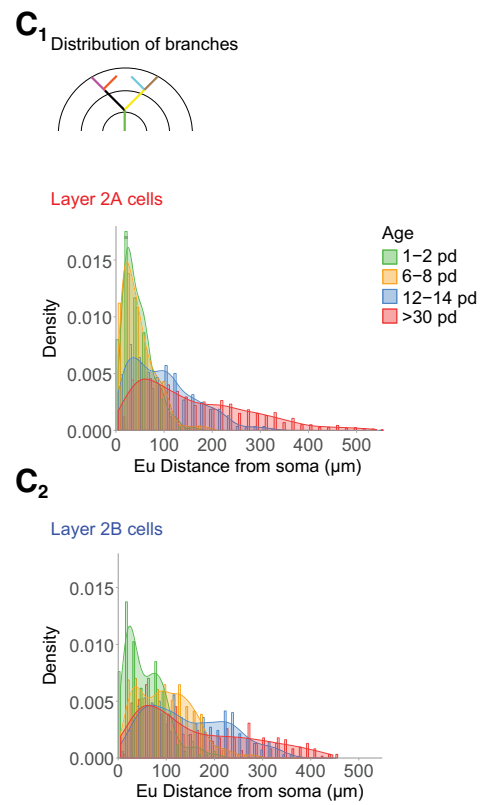 C1
Distribution of branches
Layer 2A cells
Age
1−2 pd
6−8 pd
12−14 pd
>30 pd
Density
0.015
0.010
0.005
0.000
0 100 200 300 400 500
Eu Distance from soma (µm)
C2
Layer 2B cells
Density
0.015
0.010
0.005
0.000
0 100 200 300 400 500
Eu Distance from soma (µm)